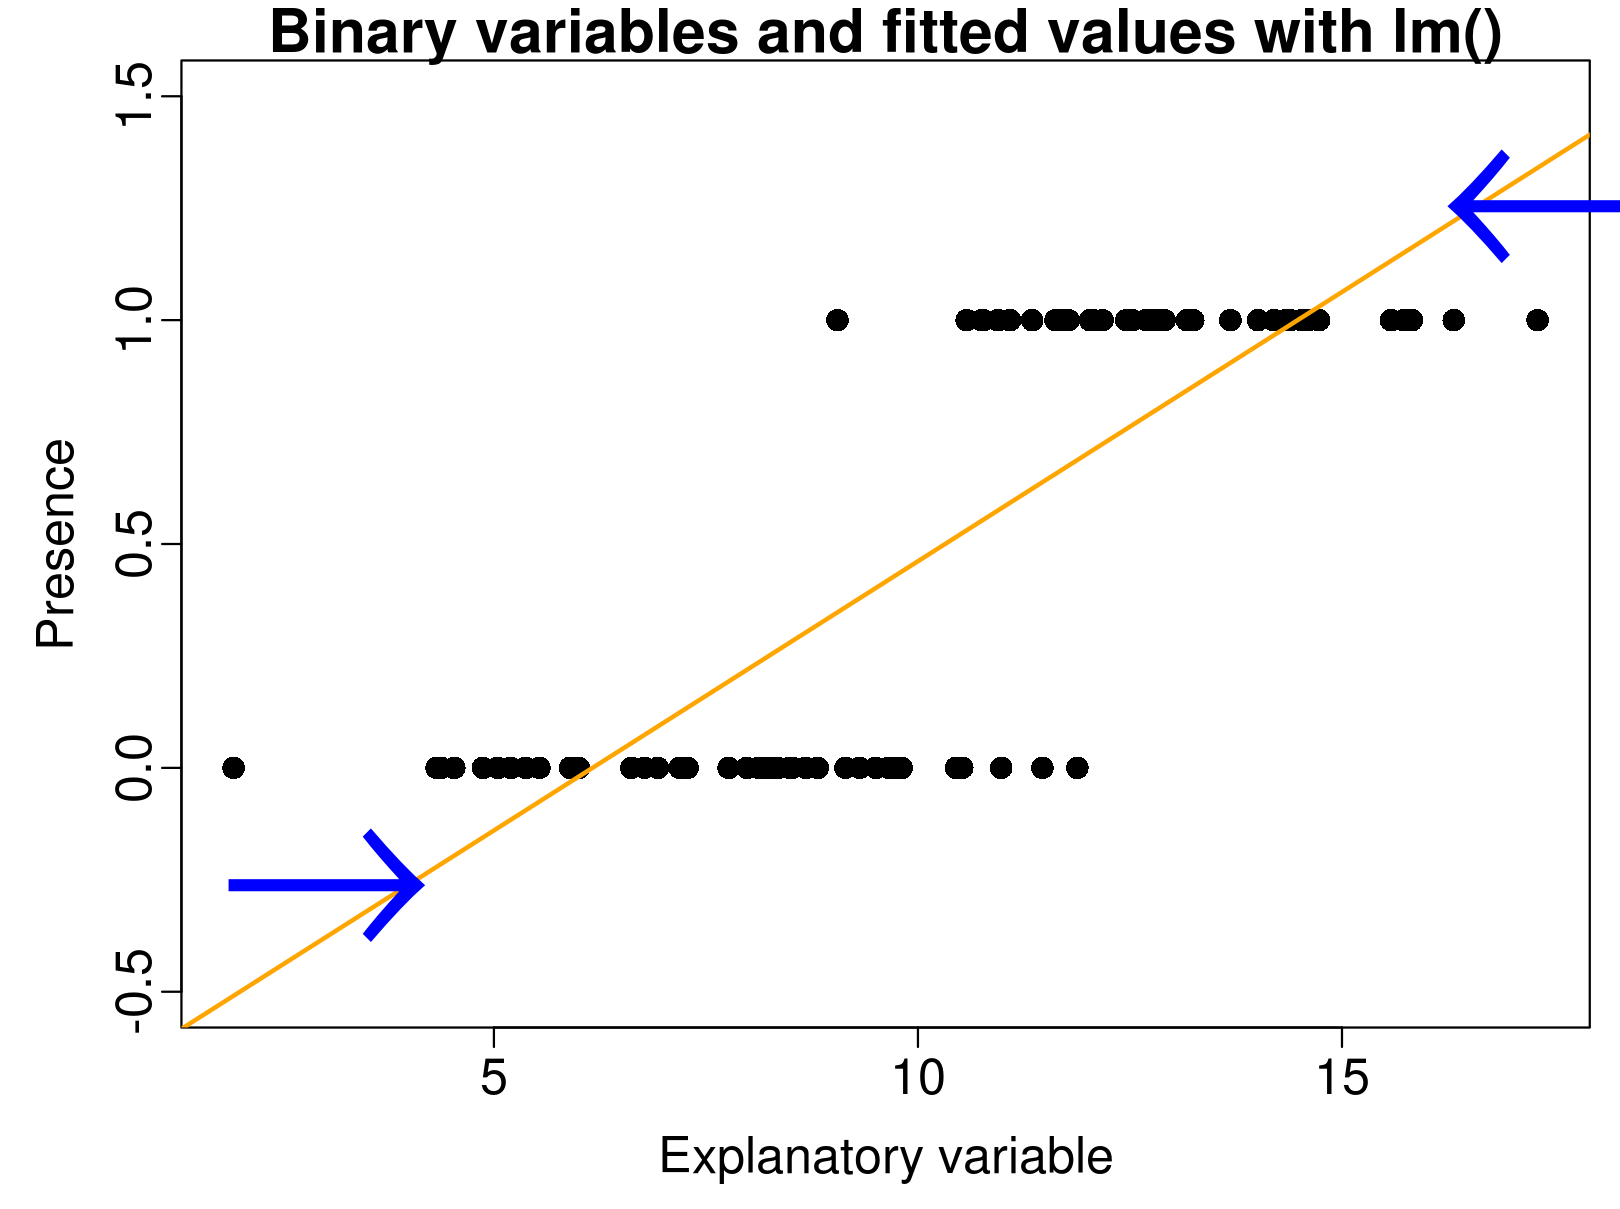 Binary variables and fitted values with lm()
1.5
1.0
0.5
0.0
-0.5
Presence
5 10 15
Explanatory variable